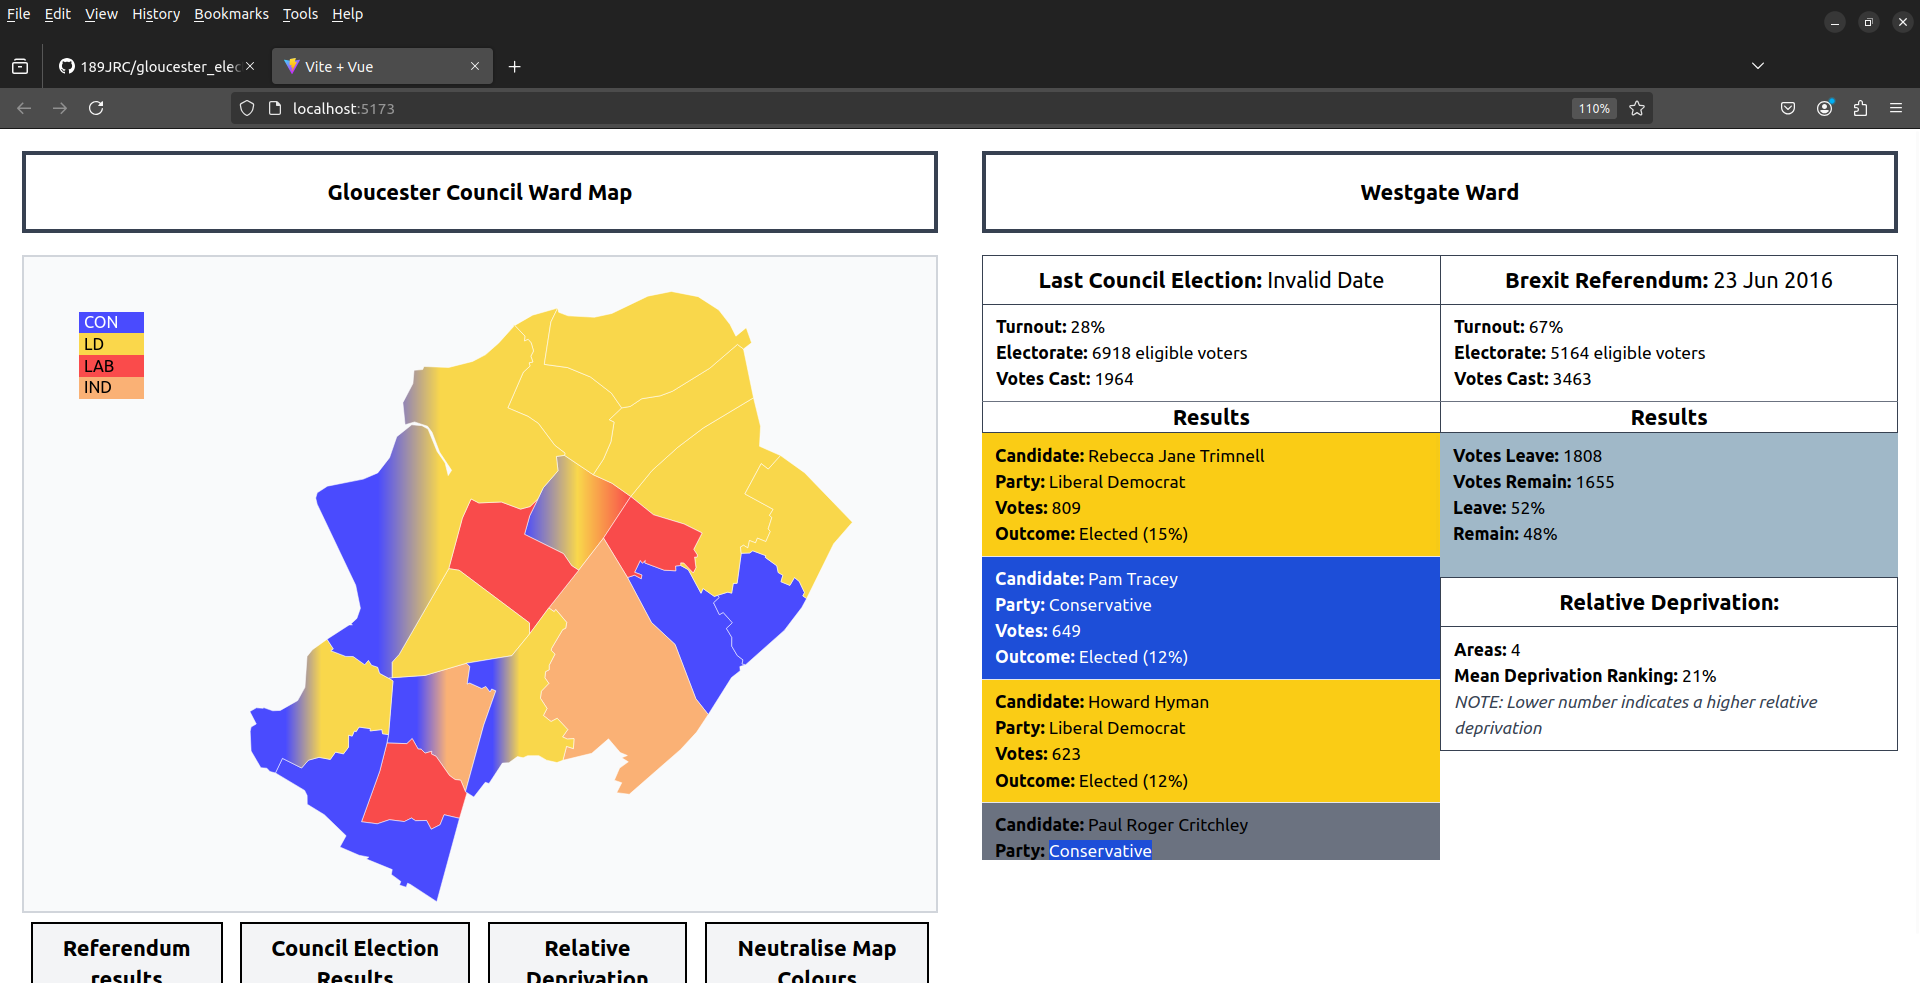 File Edit View History Bookmarks Tools Help
189JRC/gloucester_elec
Vite + Vue
localhost:5173
110%
Gloucester Council Ward Map
CON
LD
LAB
IND
Referendum
results
Council Election
Results
Relative
Deprivation
Neutralise Map
Colours
Westgate Ward
Last Council Election: Invalid Date
Turnout: 28%
Electorate: 6918 eligible voters
Votes Cast: 1964
Results
Candidate: Rebecca Jane Trimnell
Party: Liberal Democrat
Votes: 809
Outcome: Elected (15%)
Candidate: Pam Tracey
Party: Conservative
Votes: 649
Outcome: Elected (12%)
Candidate: Howard Hyman
Party: Liberal Democrat
Votes: 623
Outcome: Elected (12%)
Candidate: Paul Roger Critchley
Party: Conservative
Brexit Referendum: 23 Jun 2016
Turnout: 67%
Electorate: 5164 eligible voters
Votes Cast: 3463
Results
Votes Leave: 1808
Votes Remain: 1655
Leave: 52%
Remain: 48%
Relative Deprivation:
Areas: 4
Mean Deprivation Ranking: 21%
NOTE: Lower number indicates a higher relative
deprivation